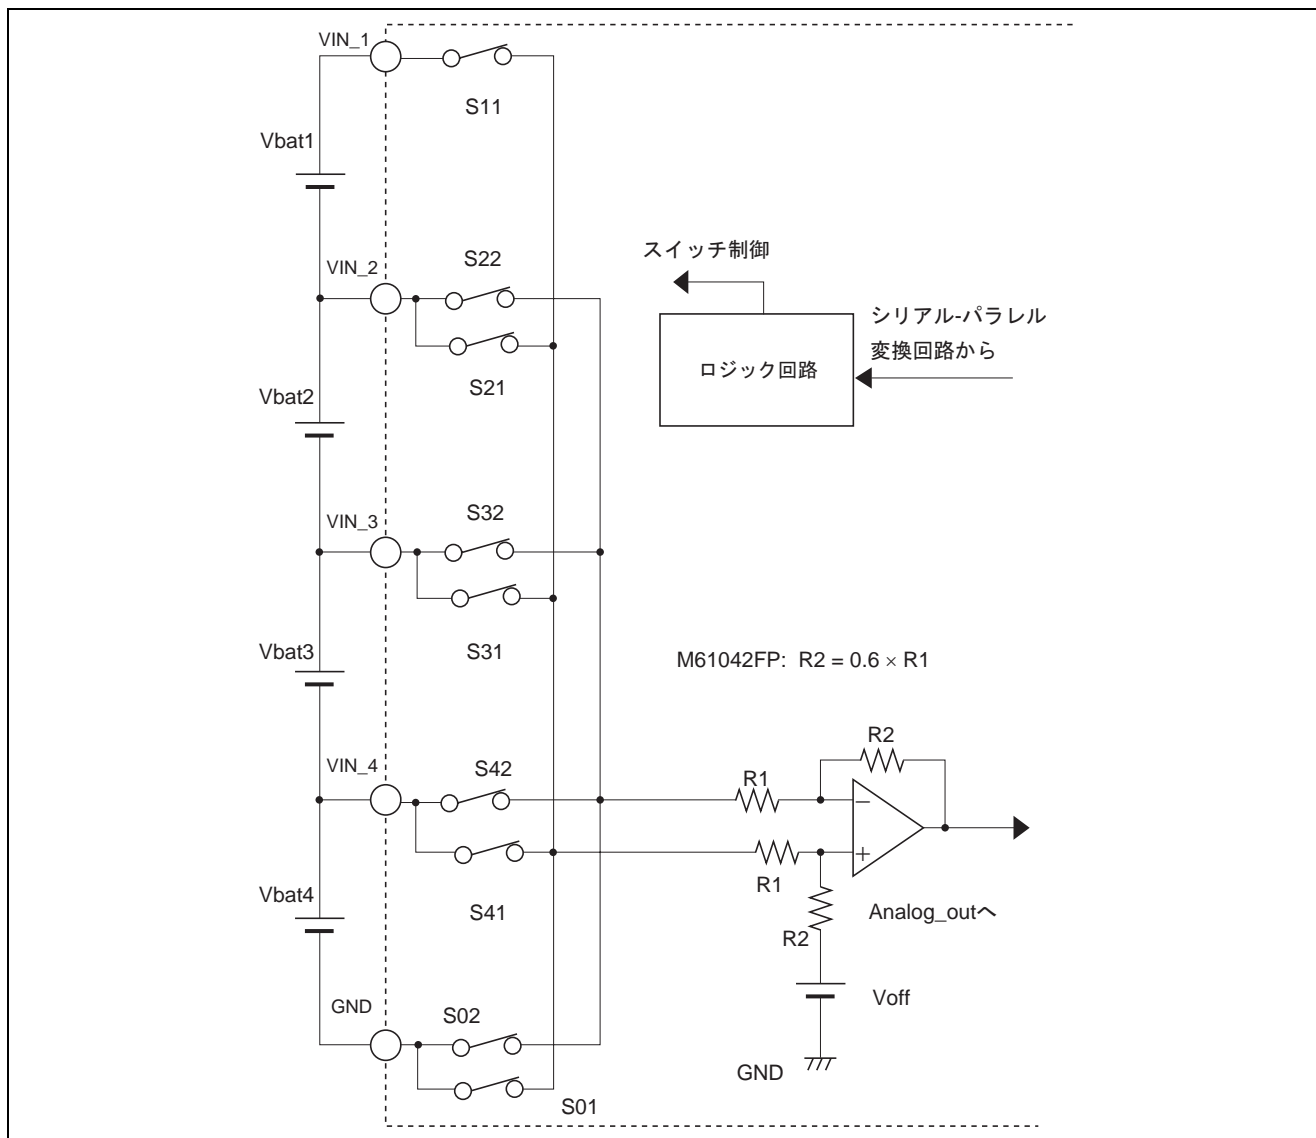 VIN_1
S11
Vbat1
スイッチ制御
S22
VIN_2
シリアル-パラレル
変換回路から
ロジック回路
S21
Vbat2
S32
VIN_3
S31
Vbat3
M61042FP: R2 = 0.6 × R1
R2
VIN_4
S42
R1
−
+
R1
Vbat4
S41
Analog_outへ
R2
Voff
GND
S02
GND
S01